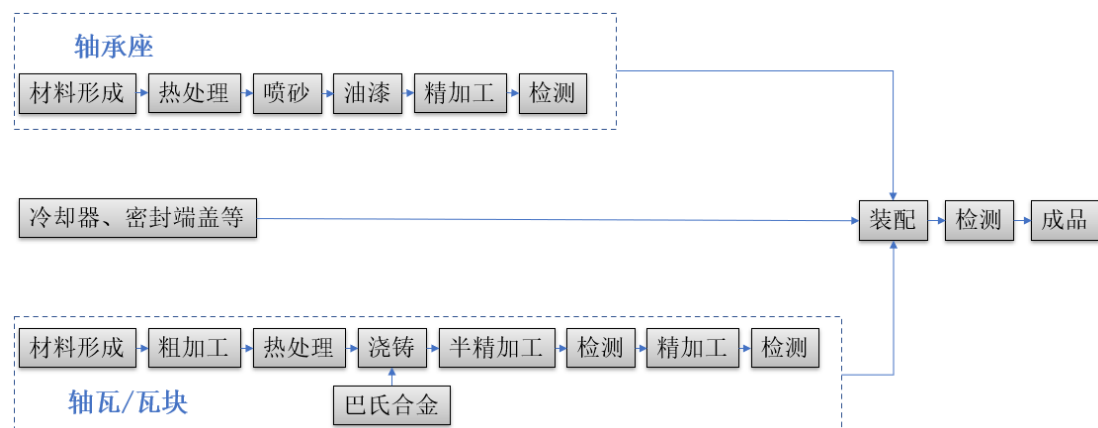 轴承座
材料形成 热处理 喷砂 油漆 精加工 检测
冷却器、密封端盖等 装配 检测 成品
材料形成 粗加工 热处理 浇铸 半精加工 检测 精加工 检测
轴瓦/瓦块 巴氏合金